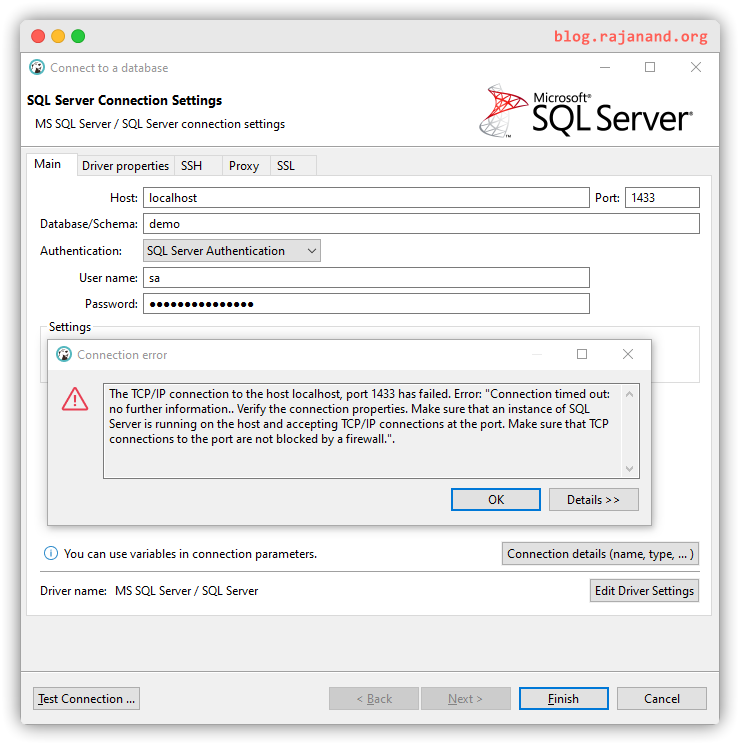 blog.rajanand.org
Connect to a database
SQL Server Connection Settings
MS SQL Server / SQL Server connection settings
Microsoft®
SQL Server®
Main Driver properties SSH Proxy SSL
Host: localhost Port: 1433
Database/Schema: demo
Authentication: SQL Server Authentication
User name: sa
Password: ●●●●●●●●●●●●●●●
Settings
Connection error
The TCP/IP connection to the host localhost, port 1433 has failed. Error: "Connection timed out:
no further information.. Verify the connection properties. Make sure that an instance of SQL
Server is running on the host and accepting TCP/IP connections at the port. Make sure that TCP
connections to the port are not blocked by a firewall.".
OK Details >>
You can use variables in connection parameters. Connection details (name, type, ... )
Driver name: MS SQL Server / SQL Server Edit Driver Settings
Test Connection ... < Back Next > Finish Cancel